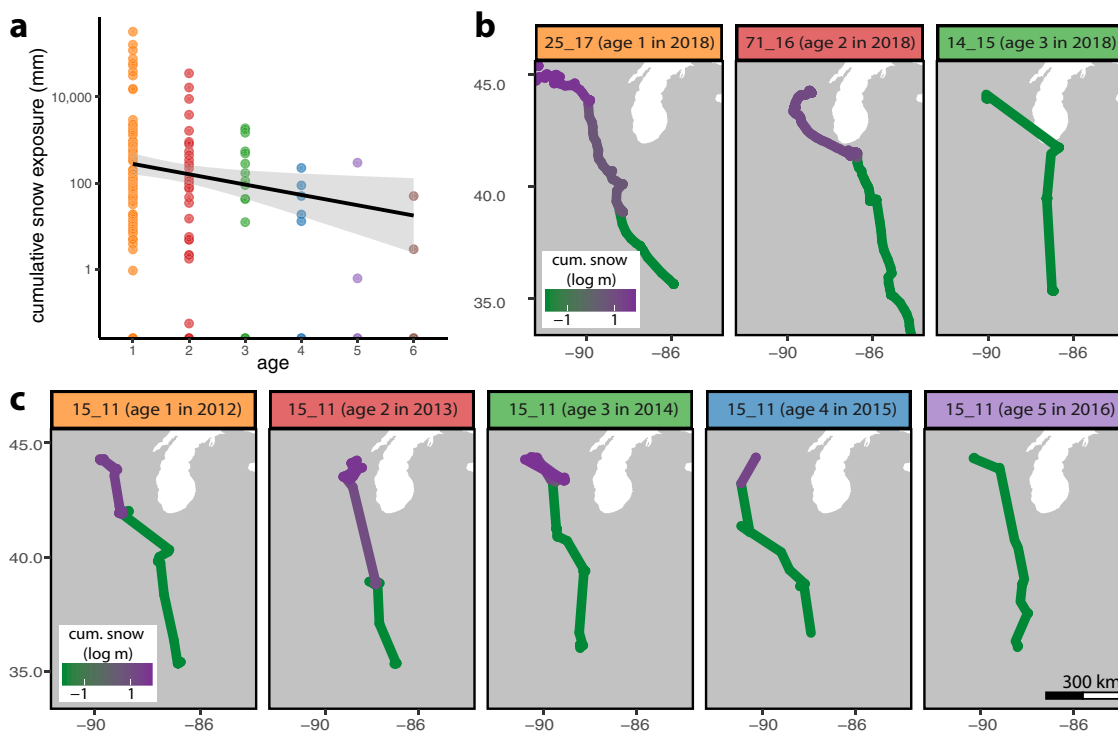 a
cumulative snow exposure (mm)
10,000
100
1
1 2 3 4 5 6
age
b
25_17 (age 1 in 2018)
71_16 (age 2 in 2018)
14_15 (age 3 in 2018)
45.0
40.0
35.0
cum. snow
(log m)
−1 1
−90 −86
−90 −86
−90 −86
c
15_11 (age 1 in 2012)
15_11 (age 2 in 2013)
15_11 (age 3 in 2014)
15_11 (age 4 in 2015)
15_11 (age 5 in 2016)
45.0
40.0
35.0
cum. snow
(log m)
−1 1
300 km
−90 −86
−90 −86
−90 −86
−90 −86
−90 −86